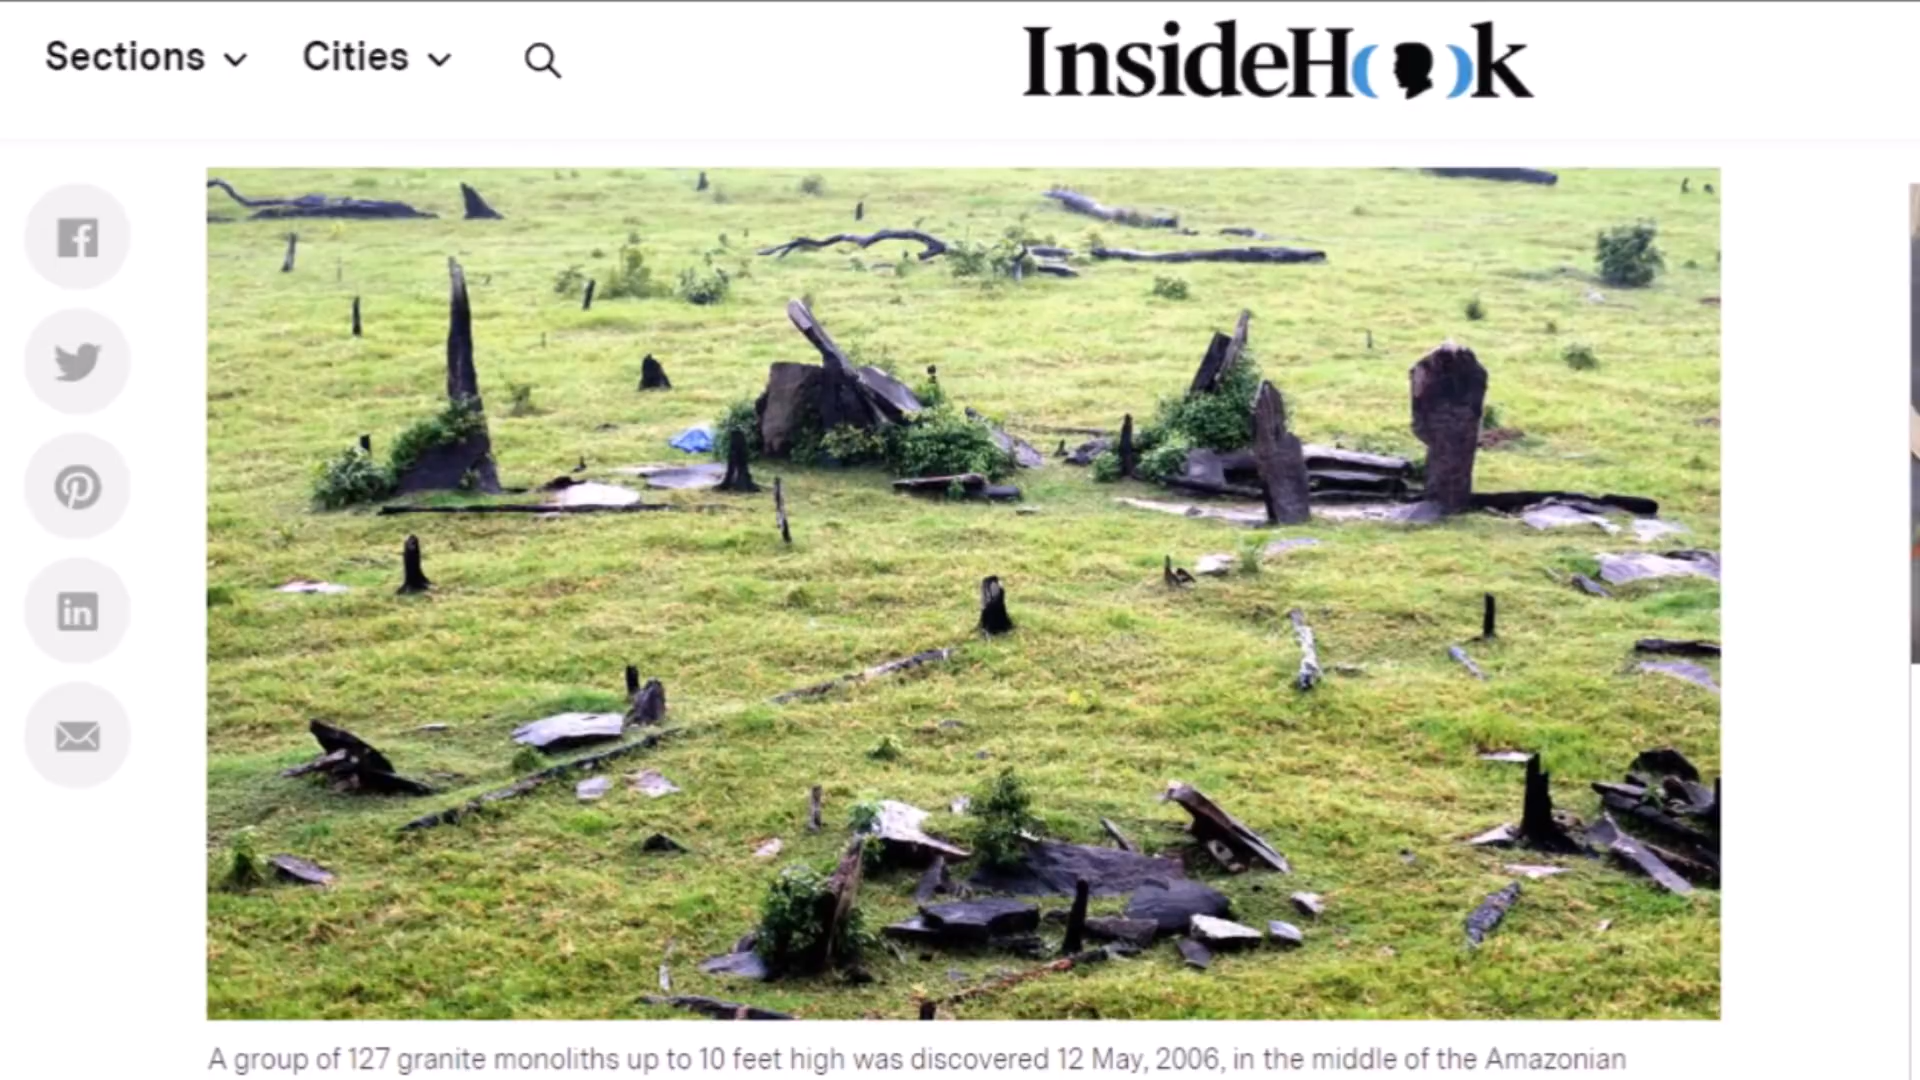 Sections
Cities
InsideHook
A group of 127 granite monoliths up to 10 feet high was discovered 12 May, 2006, in the middle of the Amazonian